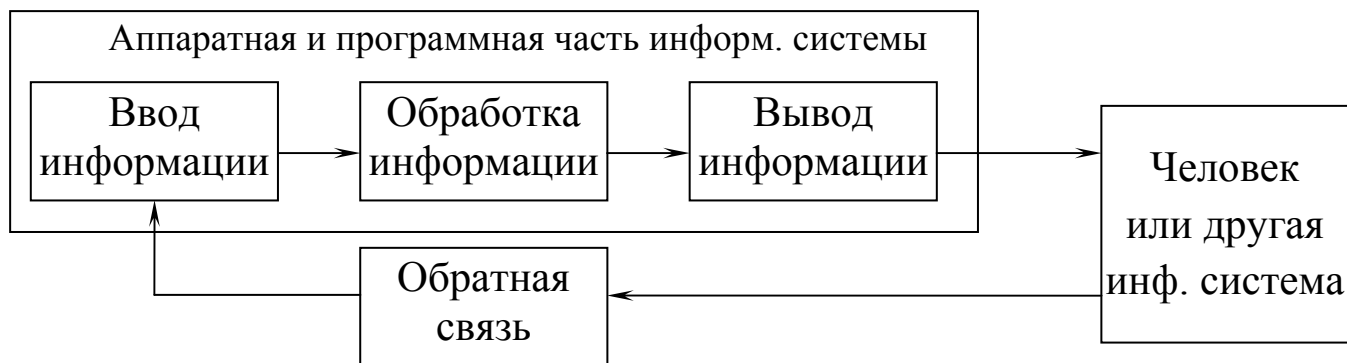 Аппаратная и программная часть информ. системы
Ввод
информации
Обработка
информации
Вывод
информации
Человек
или другая
инф. система
Обратная
связь